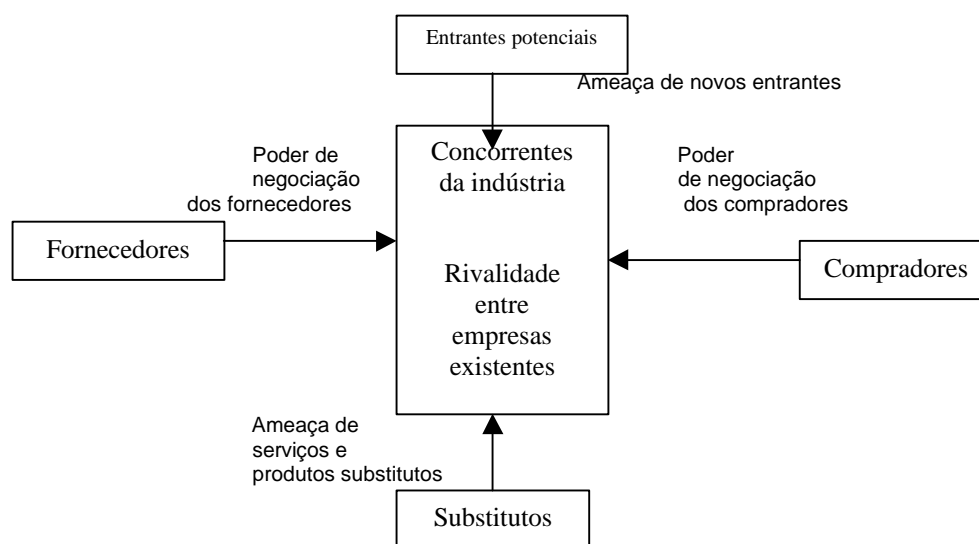 Entrantes potenciais
Ameaça de novos entrantes
Poder de
negociação
dos fornecedores
Concorrentes
da indústria
Poder
de negociação
dos compradores
Fornecedores
Rivalidade
entre
empresas
existentes
Compradores
Ameaça de
serviços e
produtos substitutos
Substitutos